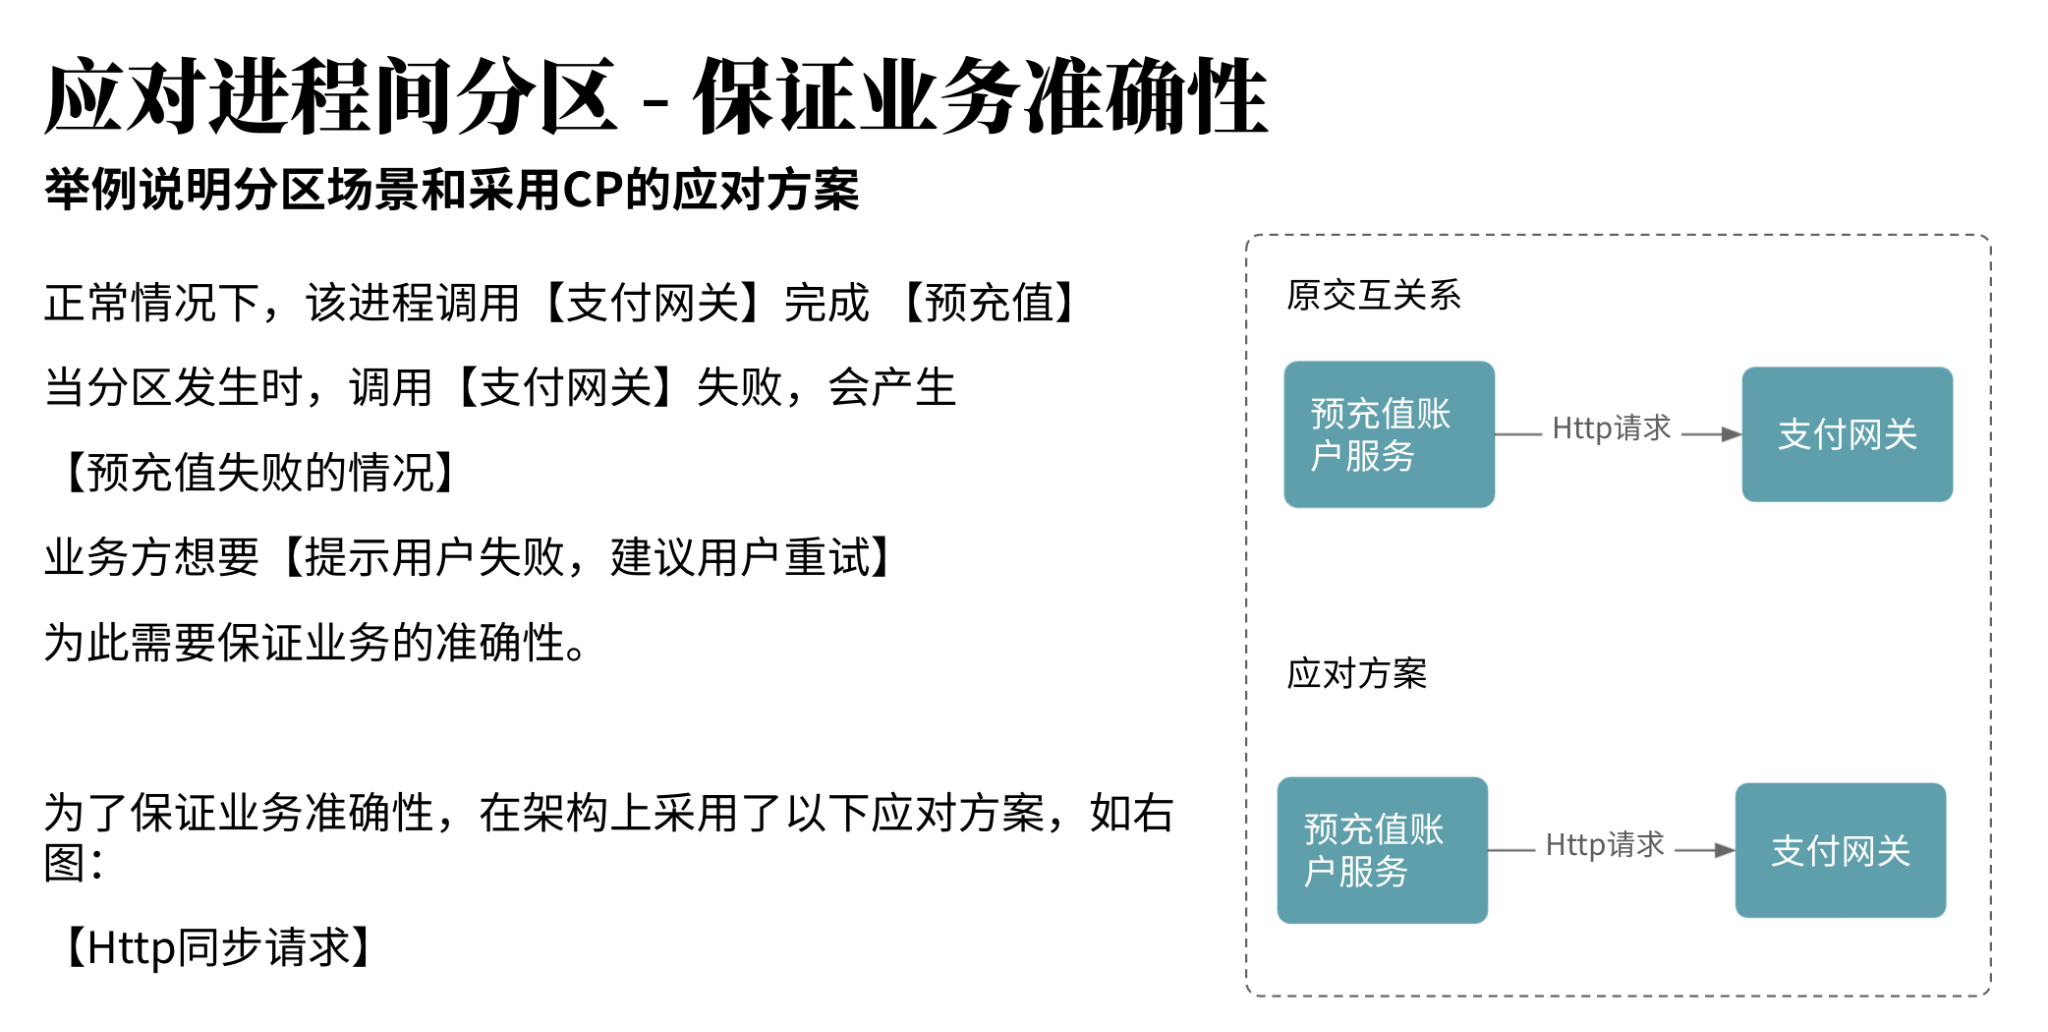 应对进程间分区 - 保证业务准确性
举例说明分区场景和采用CP的应对方案
正常情况下，该进程调用【支付网关】完成 【预充值】
当分区发生时，调用【支付网关】失败，会产生
【预充值失败的情况】
业务方想要【提示用户失败，建议用户重试】
为此需要保证业务的准确性。
为了保证业务准确性，在架构上采用了以下应对方案，如右
图：
【Http同步请求】
原交互关系
预充值账
户服务
Http请求
支付网关
应对方案
预充值账
户服务
Http请求
支付网关